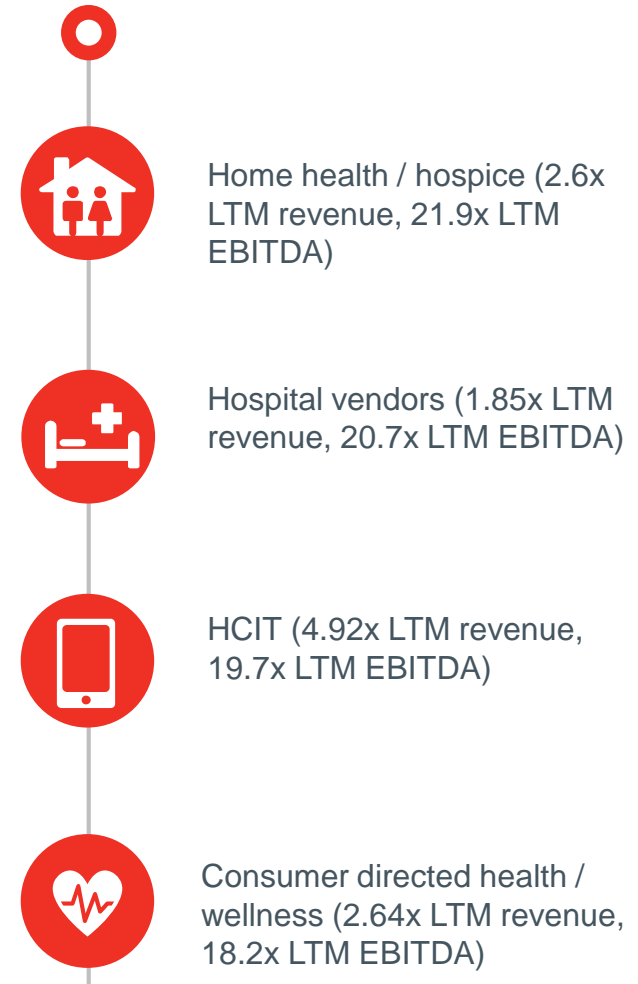 Home health / hospice (2.6x
LTM revenue, 21.9x LTM
EBITDA)
Hospital vendors (1.85x LTM
revenue, 20.7x LTM EBITDA)
HCIT (4.92x LTM revenue,
19.7x LTM EBITDA)
Consumer directed health /
wellness (2.64x LTM revenue,
18.2x LTM EBITDA)